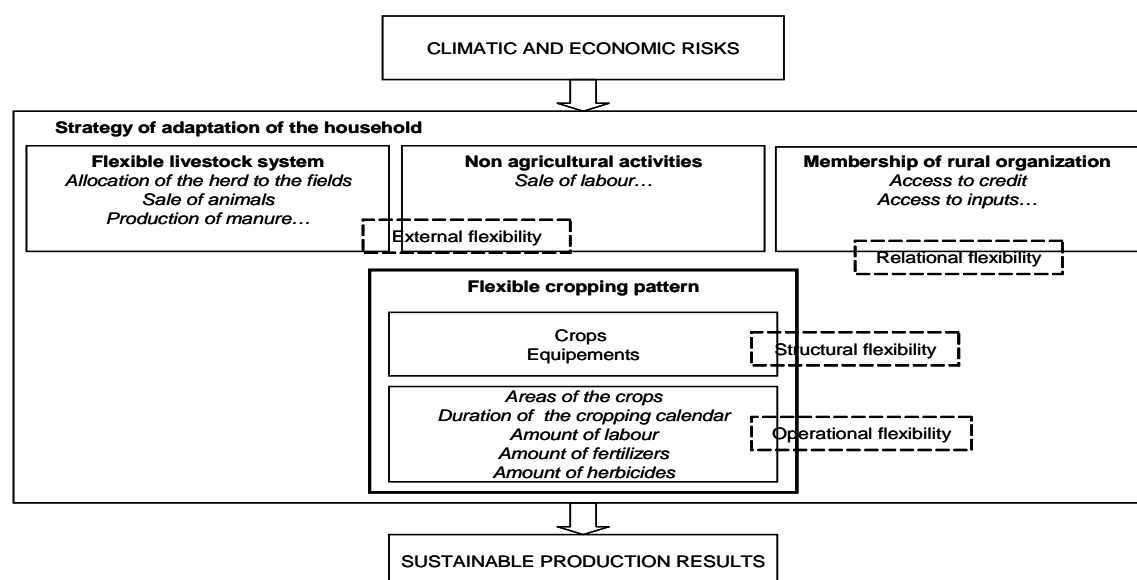 CLIMATIC AND ECONOMIC RISKS
Strategy of adaptation of the household
Flexible livestock system
Allocation of the herd to the fields
Sale of animals
Production of manure…
Non agricultural activities
Sale of labour…
Membership of rural organization
Access to credit
Access to inputs…
External flexibility
Relational flexibility
Flexible cropping pattern
Crops
Equipements
Structural flexibility
Areas of the crops
Duration of the cropping calendar
Amount of labour
Amount of fertilizers
Amount of herbicides
Operational flexibility
SUSTAINABLE PRODUCTION RESULTS